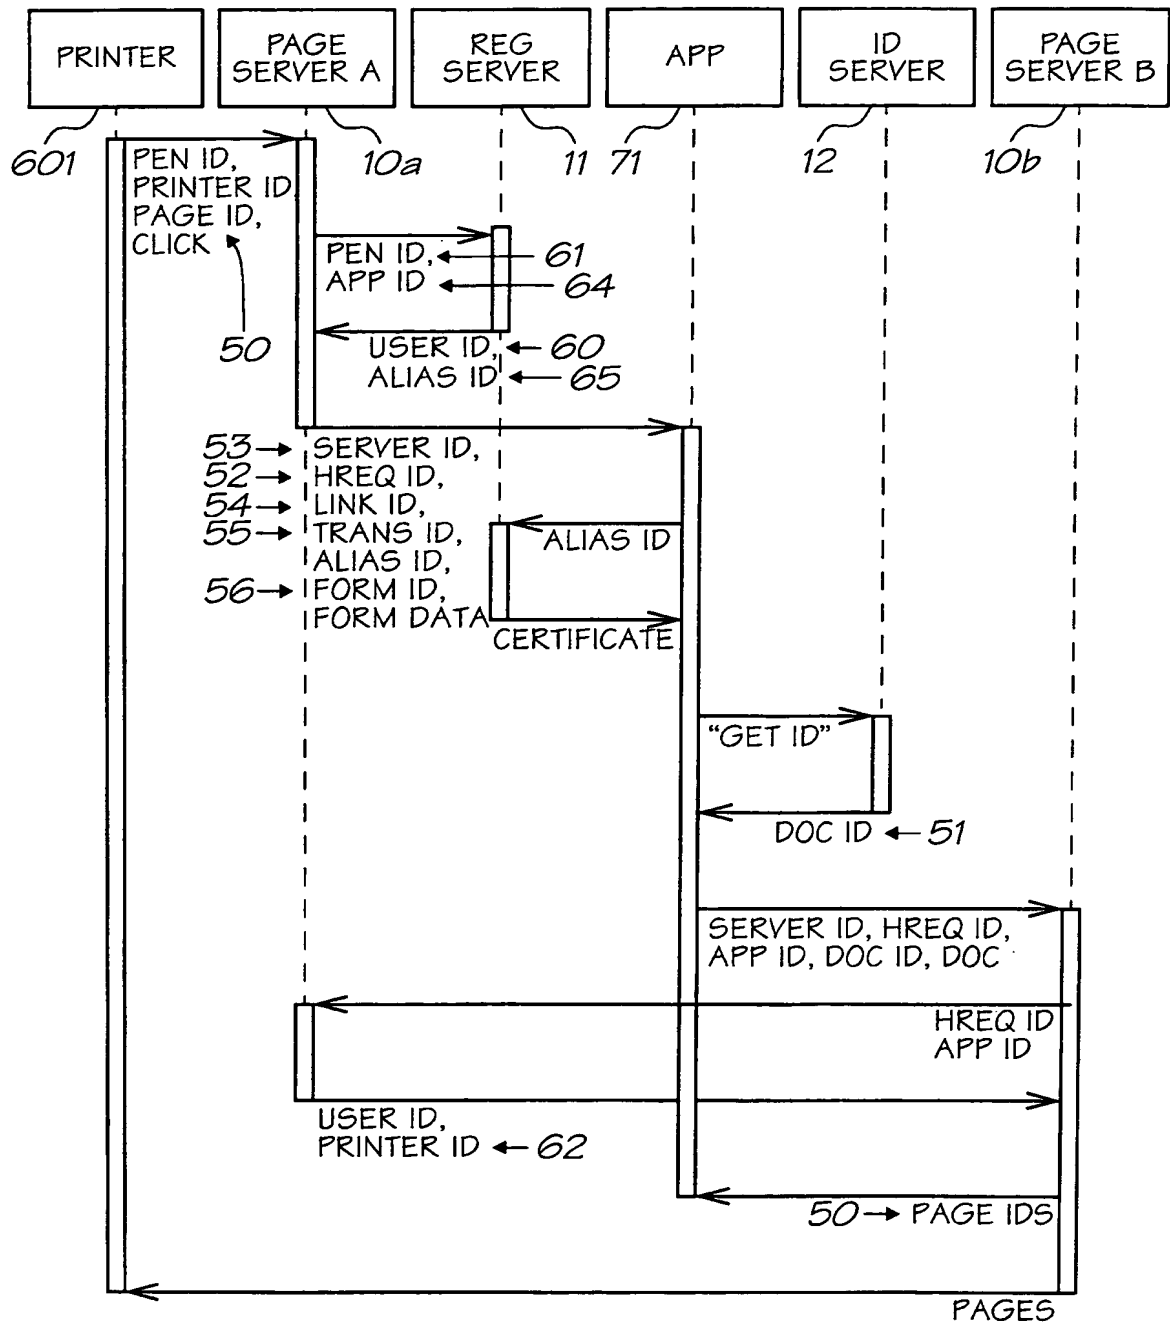 PRINTER
PAGE
SERVER A
REG
SERVER
APP
ID
SERVER
PAGE
SERVER B
601
10a
11
71
12
10b
PEN ID,
PRINTER ID
PAGE ID,
CLICK
50
PEN ID, 61
APP ID 64
USER ID, 60
ALIAS ID 65
53 SERVER ID,
52 HREQ ID,
54 LINK ID,
55 TRANS ID,
ALIAS ID,
56 FORM ID,
FORM DATA
ALIAS ID
CERTIFICATE
"GET ID"
DOC ID 51
SERVER ID, HREQ ID,
APP ID, DOC ID, DOC
HREQ ID
APP ID
USER ID,
PRINTER ID 62
50 PAGE IDS
PAGES